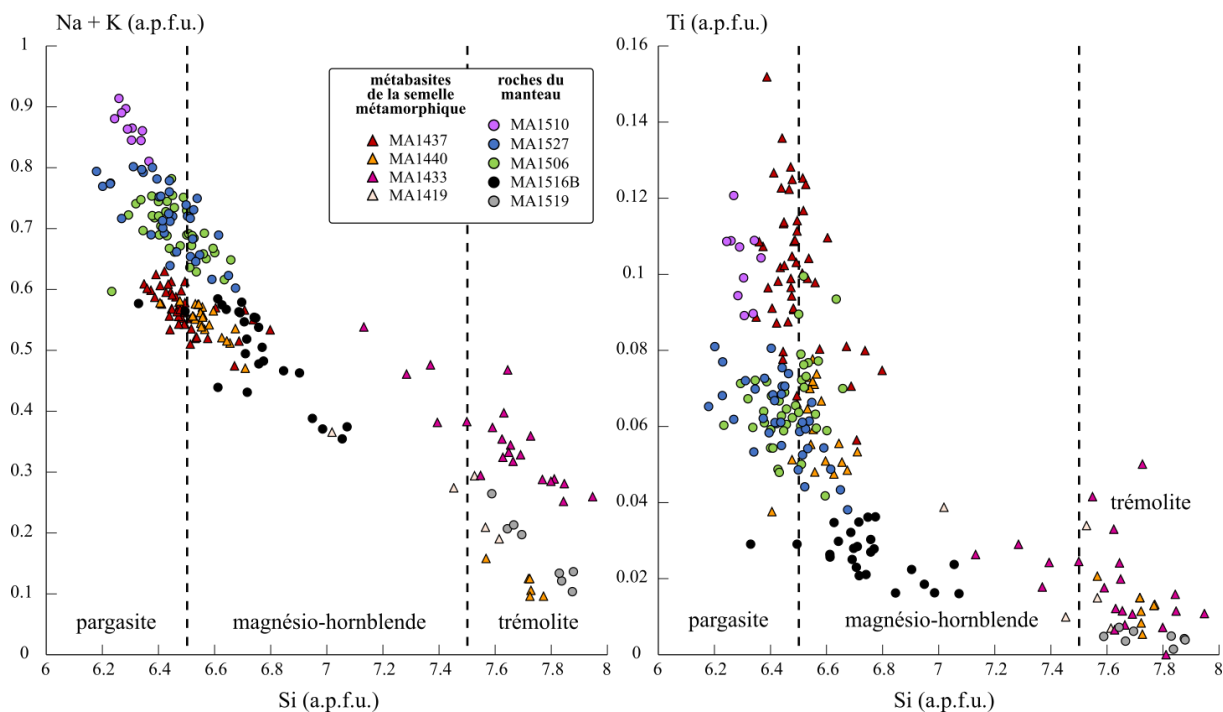 Na + K (a.p.f.u.)
1
0.9
0.8
0.7
0.6
0.5
0.4
0.3
0.2
0.1
0
métabasites
de la semelle
métamorphique
MA1437
MA1440
MA1433
MA1419
roches du
manteau
MA1510
MA1527
MA1506
MA1516B
MA1519
pargasite
magnésio-hornblende
trémolite
6 6.2 6.4 6.6 6.8 7 7.2 7.4 7.6 7.8 8
Si (a.p.f.u.)
Ti (a.p.f.u.)
0.16
0.14
0.12
0.1
0.08
0.06
0.04
0.02
0
trémolite
pargasite
magnésio-hornblende
6 6.2 6.4 6.6 6.8 7 7.2 7.4 7.6 7.8 8
Si (a.p.f.u.)